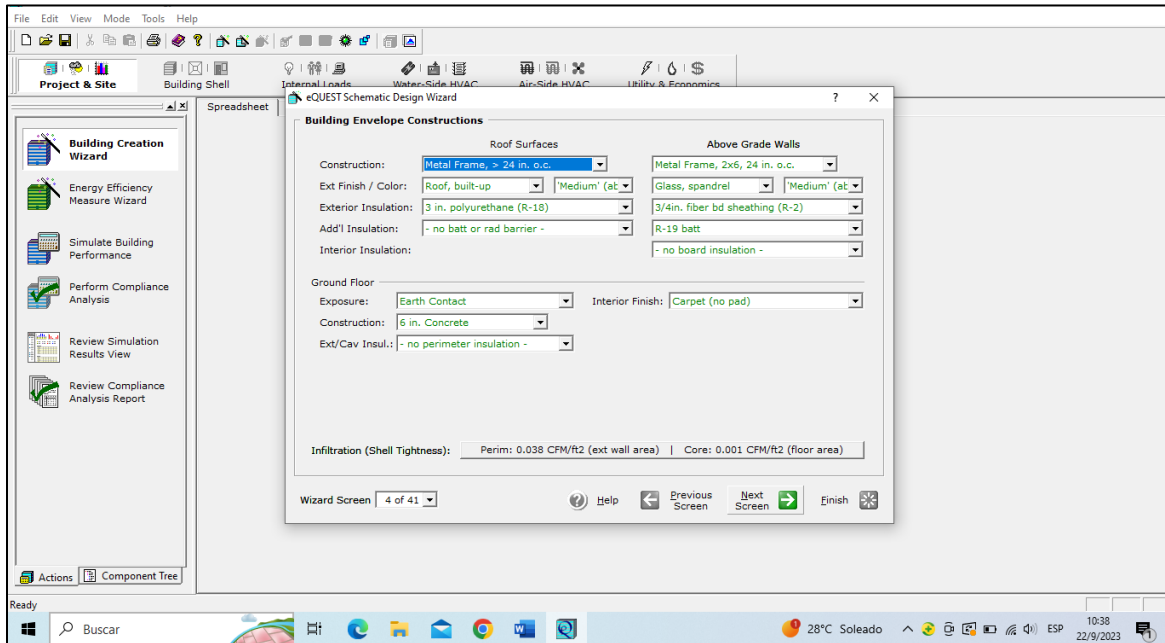 File Edit View Mode Tools Help
Project & Site Building Shell Internal Loads Water-Side HVAC Air-Side HVAC Utility & Economics
Spreadsheet
eQUEST Schematic Design Wizard ? X
Building Creation Wizard
Energy Efficiency Measure Wizard
Simulate Building Performance
Perform Compliance Analysis
Review Simulation Results View
Review Compliance Analysis Report
Actions Component Tree
Building Envelope Constructions
Roof Surfaces Above Grade Walls
Construction: Metal Frame, > 24 in. o.c. Metal Frame, 2x6, 24 in. o.c.
Ext Finish / Color: Roof, built-up 'Medium' (ab Glass, spandrel 'Medium' (ab
Exterior Insulation: 3 in. polyurethane (R-18) 3/4in. fiber bd sheathing (R-2)
Add'l Insulation: - no batt or rad barrier - R-19 batt
Interior Insulation: - no board insulation -
Ground Floor
Exposure: Earth Contact Interior Finish: Carpet (no pad)
Construction: 6 in. Concrete
Ext/Cav Insul.: - no perimeter insulation -
Infiltration (Shell Tightness): Perim: 0.038 CFM/ft2 (ext wall area) | Core: 0.001 CFM/ft2 (floor area)
Wizard Screen 4 of 41 Help Previous Screen Next Screen Finish
Ready
Buscar 28°C Soleado ESP 10:38
22/9/2023